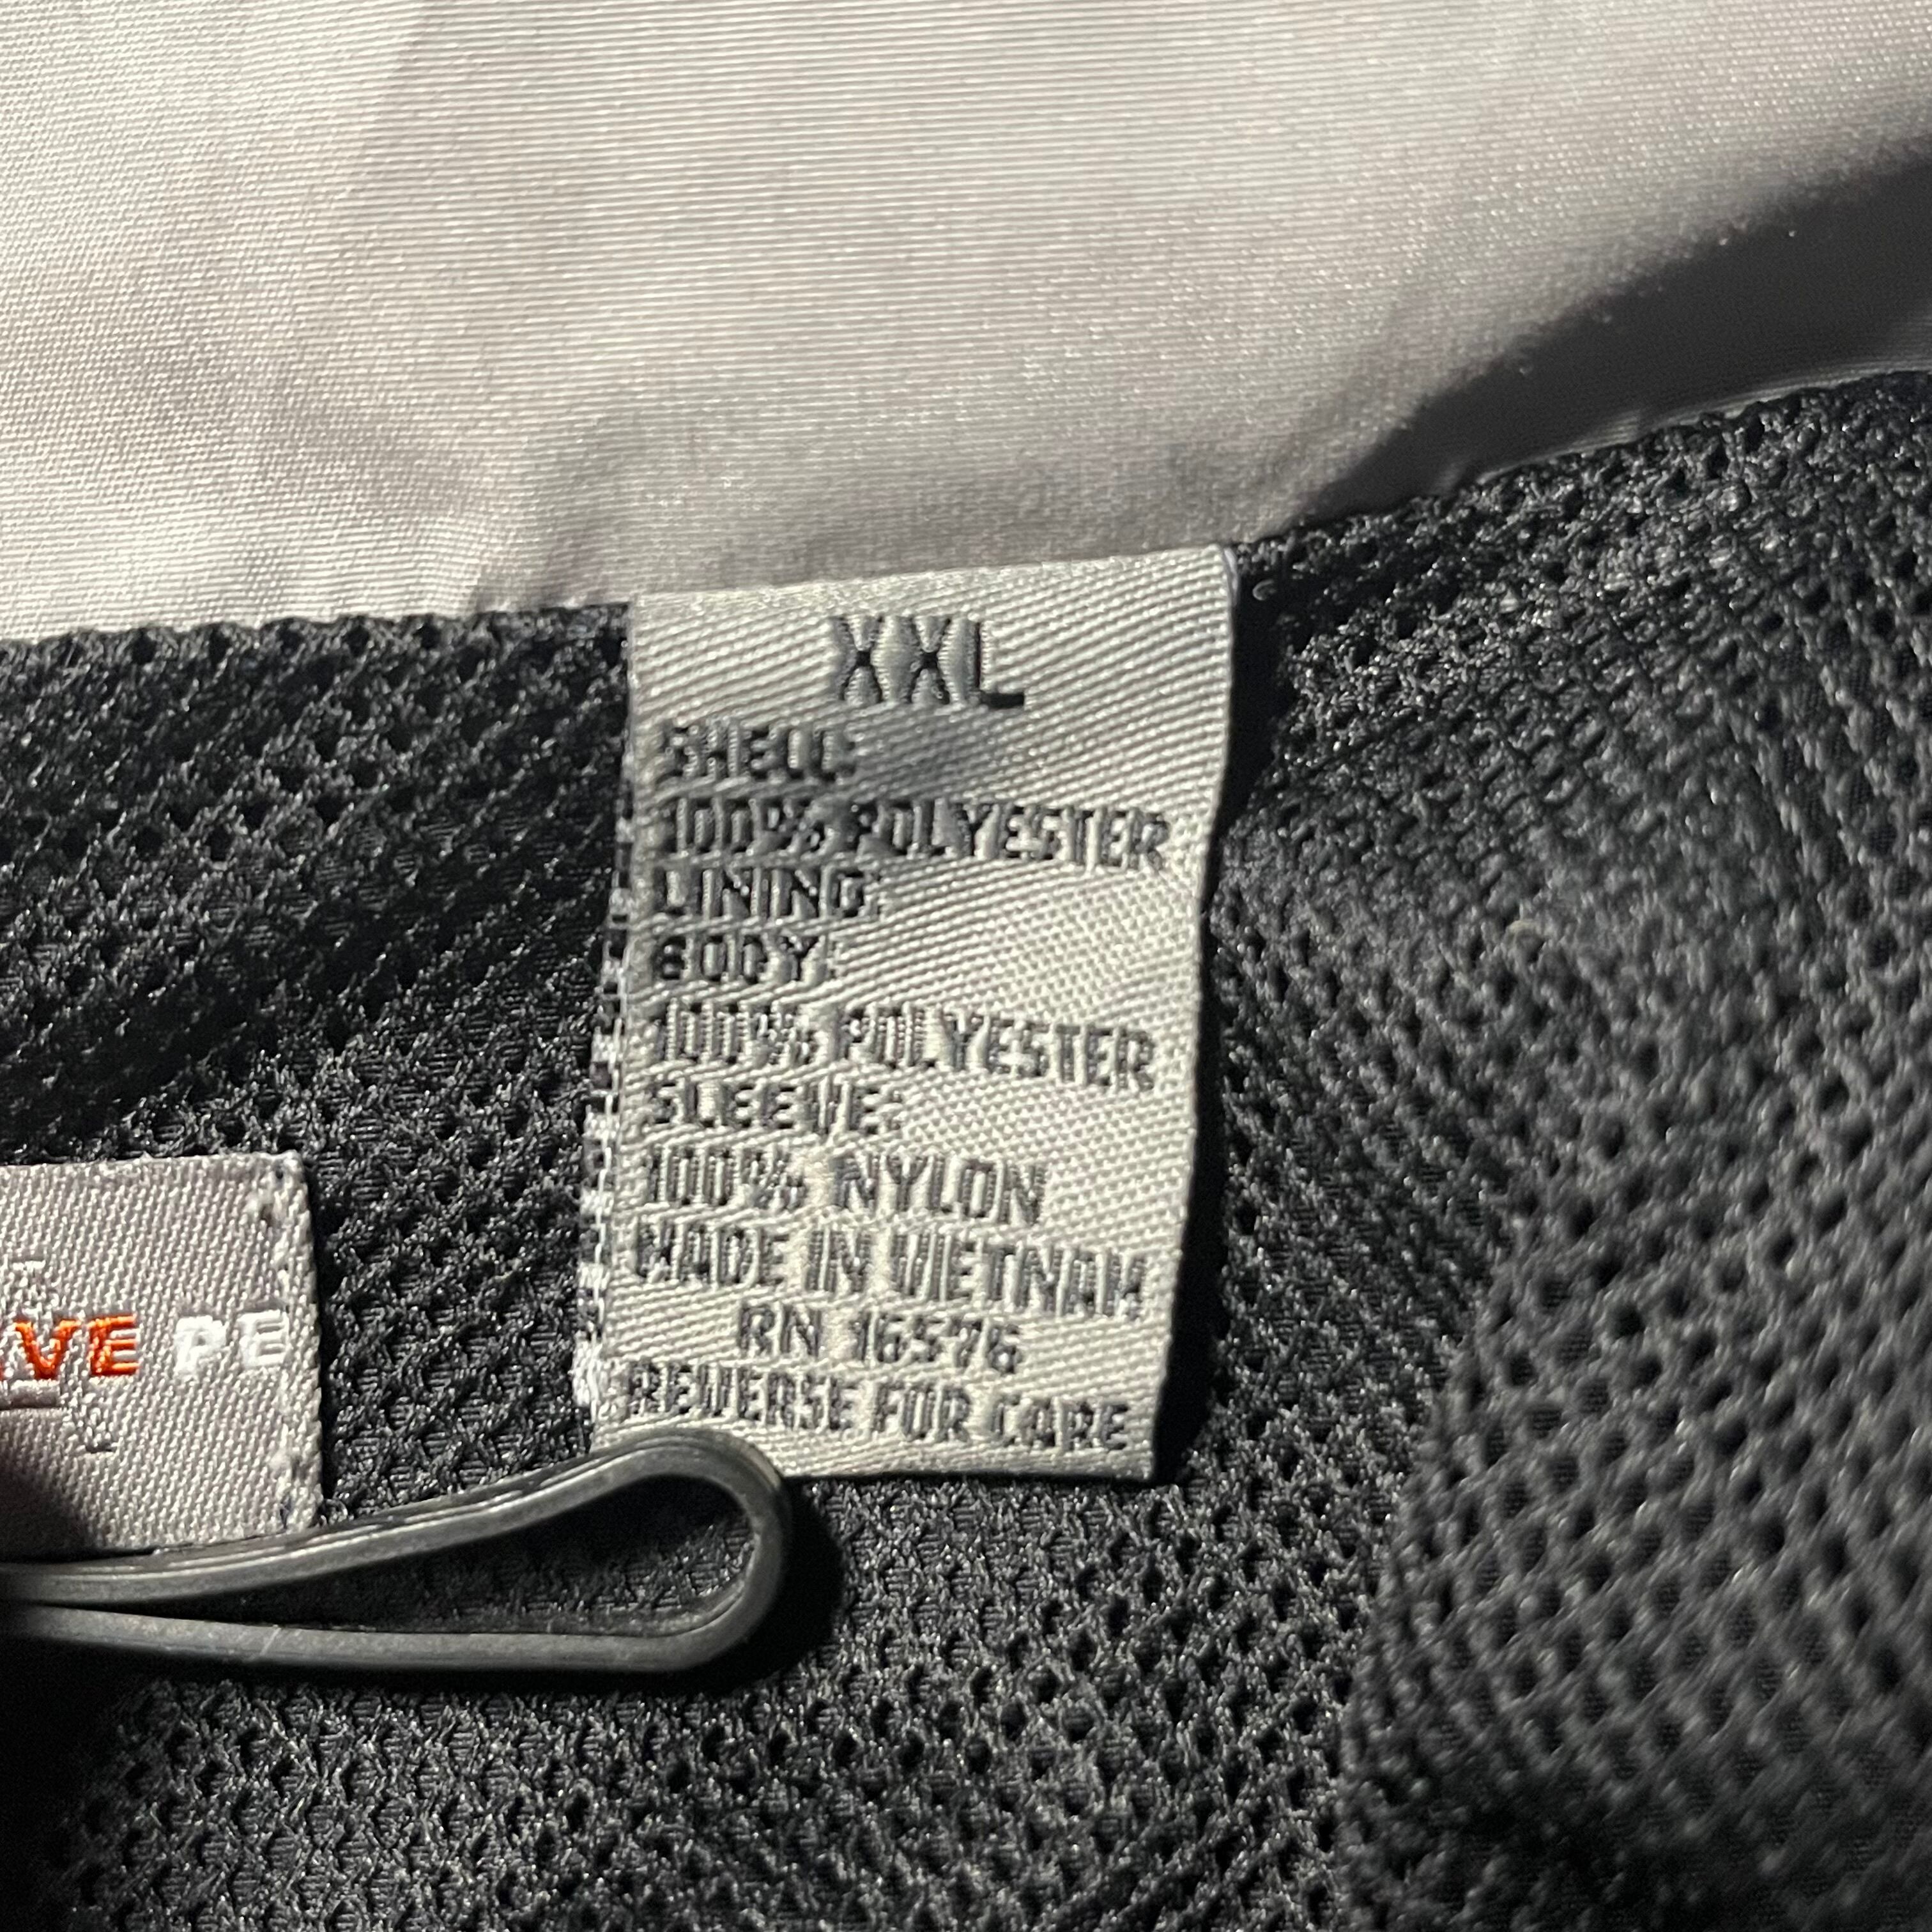 XXL
SHELL:
100% POLYESTER
LINING:
BODY:
100% POLYESTER
SLEEVE:
100% NYLON
MADE IN VIETNAM
RN 16576
REVERSE FOR CARE
AVE PE